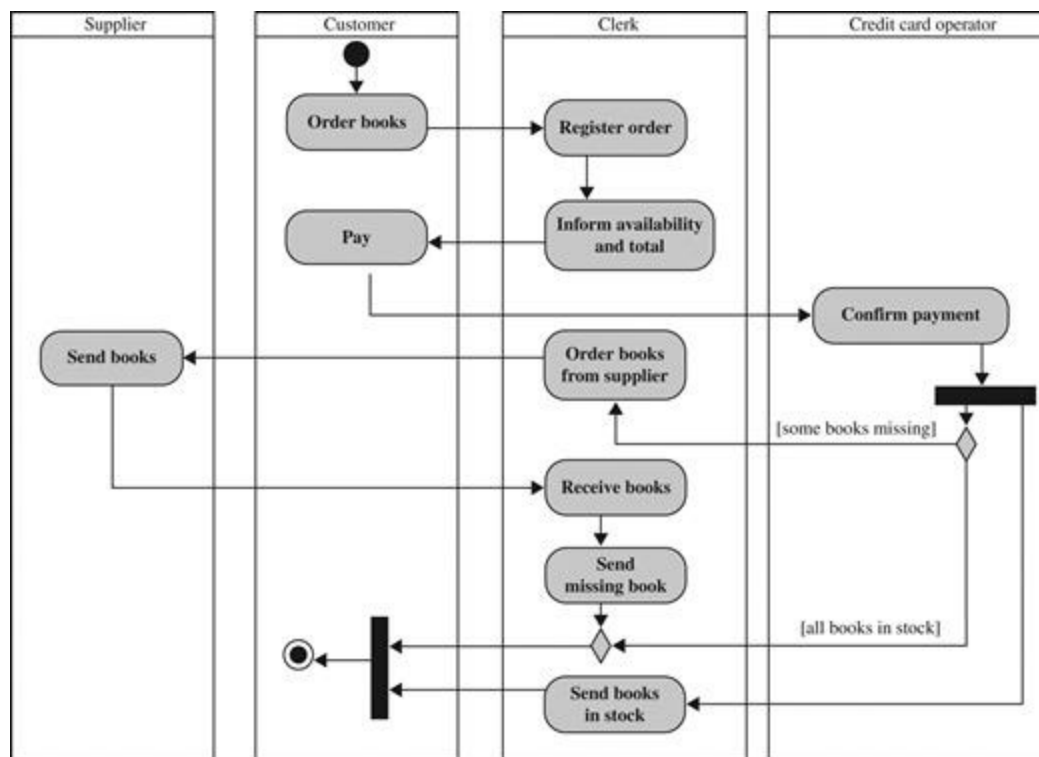 Supplier
Customer
Clerk
Credit card operator
Order books
Register order
Pay
Inform availability
and total
Confirm payment
Send books
Order books
from supplier
[some books missing]
Receive books
Send
missing book
[all books in stock]
Send books
in stock